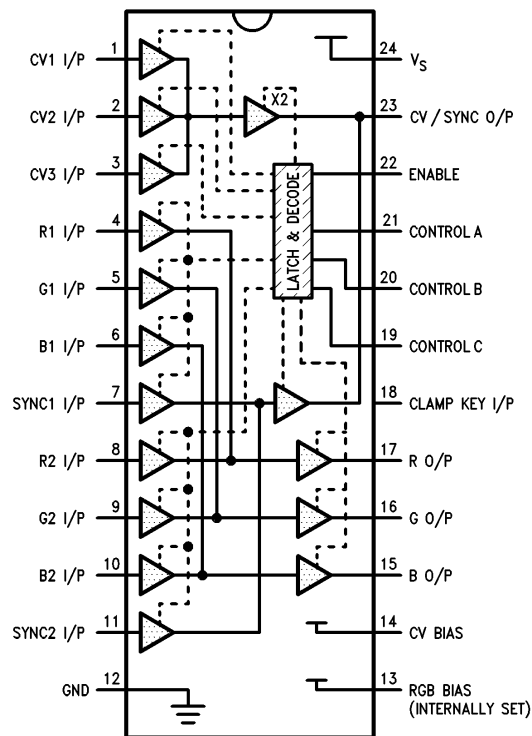 1
CV1 I/P
2
CV2 I/P
3
CV3 I/P
4
R1 I/P
5
G1 I/P
6
B1 I/P
7
SYNC1 I/P
8
R2 I/P
9
G2 I/P
10
B2 I/P
11
SYNC2 I/P
12
GND
X2
LATCH & DECODE
24
VS
23
CV/SYNC O/P
22
ENABLE
21
CONTROL A
20
CONTROL B
19
CONTROL C
18
CLAMP KEY I/P
17
R O/P
16
G O/P
15
B O/P
14
CV BIAS
13
RGB BIAS
(INTERNALLY SET)